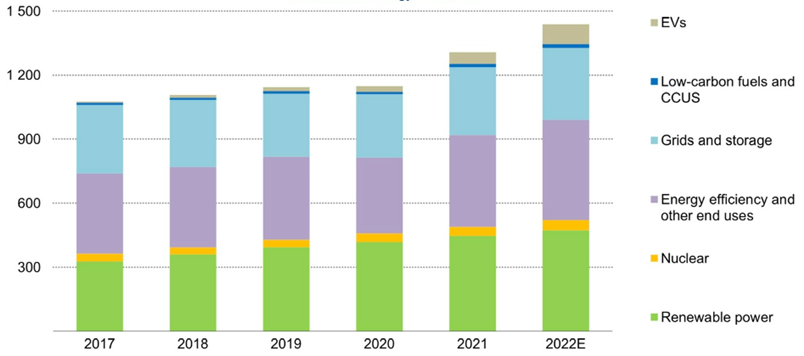 1 500
1 200
900
600
300
2017 2018 2019 2020 2021 2022E
EVs
Low-carbon fuels and
CCUS
Grids and storage
Energy efficiency and
other end uses
Nuclear
Renewable power